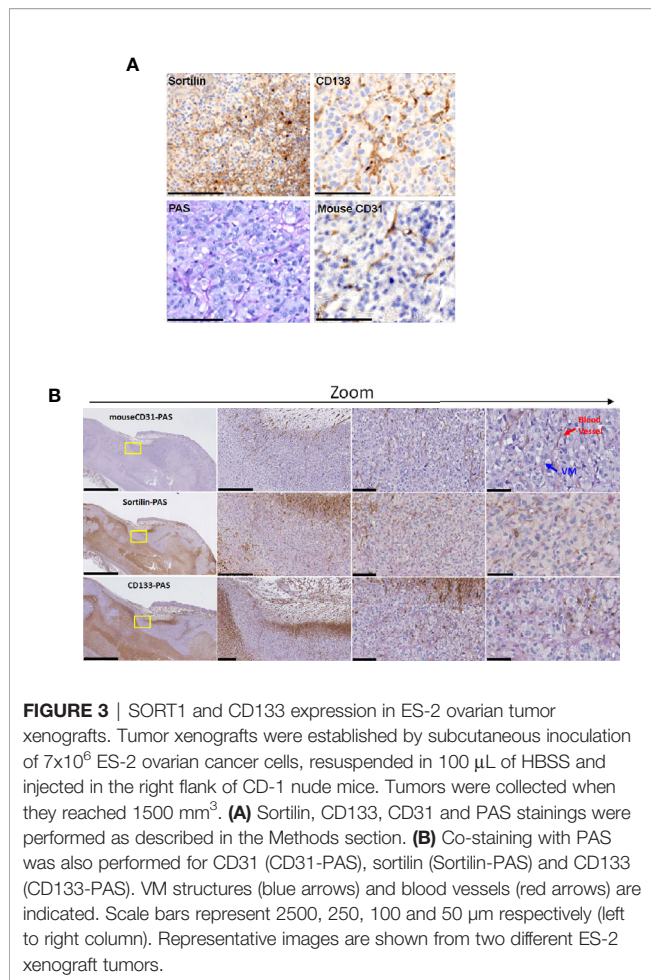 A
Sortilin
CD133
PAS
Mouse CD31
B
Zoom
mouseCD31-PAS
Blood
Vessel
VM
Sortilin-PAS
CD133-PAS
FIGURE 3 | SORT1 and CD133 expression in ES-2 ovarian tumor
xenografts. Tumor xenografts were established by subcutaneous inoculation
of 7x10⁶ ES-2 ovarian cancer cells, resuspended in 100 μL of HBSS and
injected in the right flank of CD-1 nude mice. Tumors were collected when
they reached 1500 mm³. (A) Sortilin, CD133, CD31 and PAS stainings were
performed as described in the Methods section. (B) Co-staining with PAS
was also performed for CD31 (CD31-PAS), sortilin (Sortilin-PAS) and CD133
(CD133-PAS). VM structures (blue arrows) and blood vessels (red arrows) are
indicated. Scale bars represent 2500, 250, 100 and 50 μm respectively (left
to right column). Representative images are shown from two different ES-2
xenograft tumors.